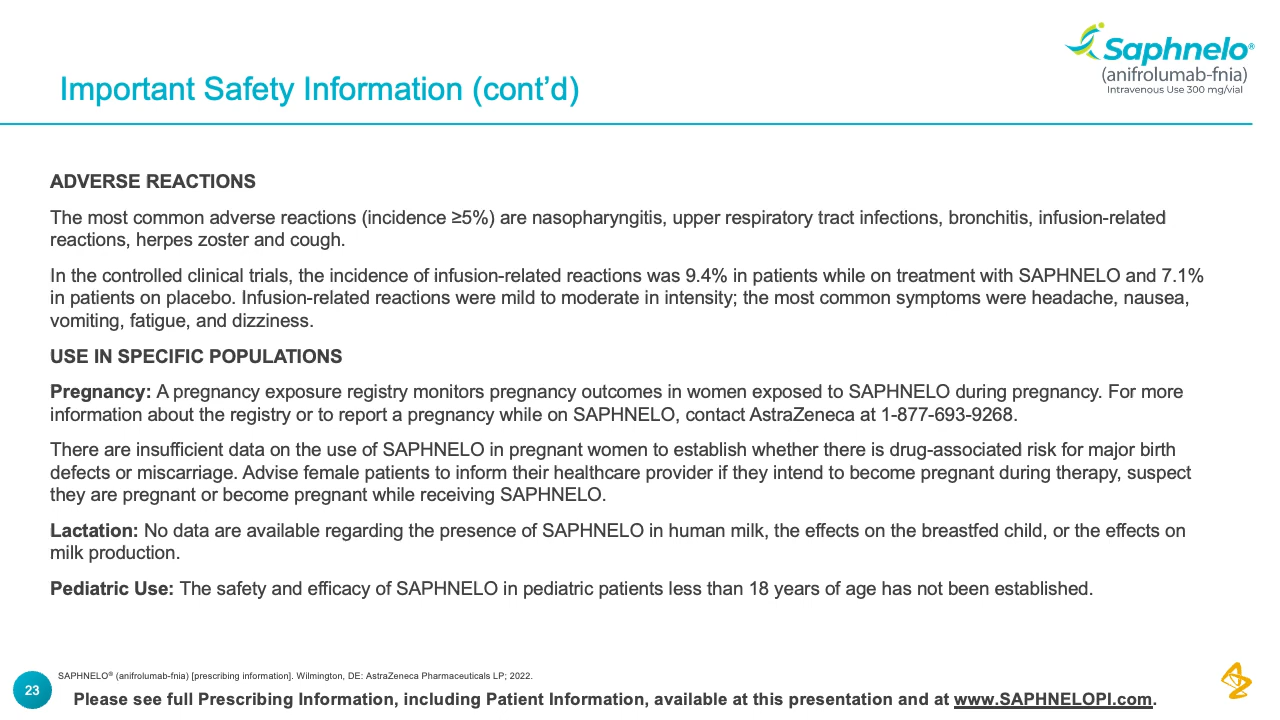 Saphnelo®
(anifrolumab-fnia)
Intravenous Use 300 mg/vial
Important Safety Information (cont’d)
ADVERSE REACTIONS
The most common adverse reactions (incidence ≥5%) are nasopharyngitis, upper respiratory tract infections, bronchitis, infusion-related
reactions, herpes zoster and cough.
In the controlled clinical trials, the incidence of infusion-related reactions was 9.4% in patients while on treatment with SAPHNELO and 7.1%
in patients on placebo. Infusion-related reactions were mild to moderate in intensity; the most common symptoms were headache, nausea,
vomiting, fatigue, and dizziness.
USE IN SPECIFIC POPULATIONS
Pregnancy: A pregnancy exposure registry monitors pregnancy outcomes in women exposed to SAPHNELO during pregnancy. For more
information about the registry or to report a pregnancy while on SAPHNELO, contact AstraZeneca at 1-877-693-9268.
There are insufficient data on the use of SAPHNELO in pregnant women to establish whether there is drug-associated risk for major birth
defects or miscarriage. Advise female patients to inform their healthcare provider if they intend to become pregnant during therapy, suspect
they are pregnant or become pregnant while receiving SAPHNELO.
Lactation: No data are available regarding the presence of SAPHNELO in human milk, the effects on the breastfed child, or the effects on
milk production.
Pediatric Use: The safety and efficacy of SAPHNELO in pediatric patients less than 18 years of age has not been established.
SAPHNELO® (anifrolumab-fnia) [prescribing information]. Wilmington, DE: AstraZeneca Pharmaceuticals LP; 2022.
23
Please see full Prescribing Information, including Patient Information, available at this presentation and at www.SAPHNELOPI.com.